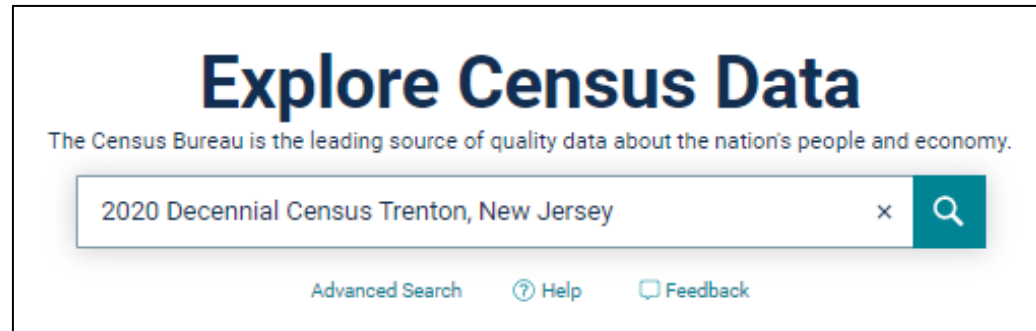 Explore Census Data
The Census Bureau is the leading source of quality data about the nation's people and economy.
2020 Decennial Census Trenton, New Jersey ×
Advanced Search ? Help Feedback